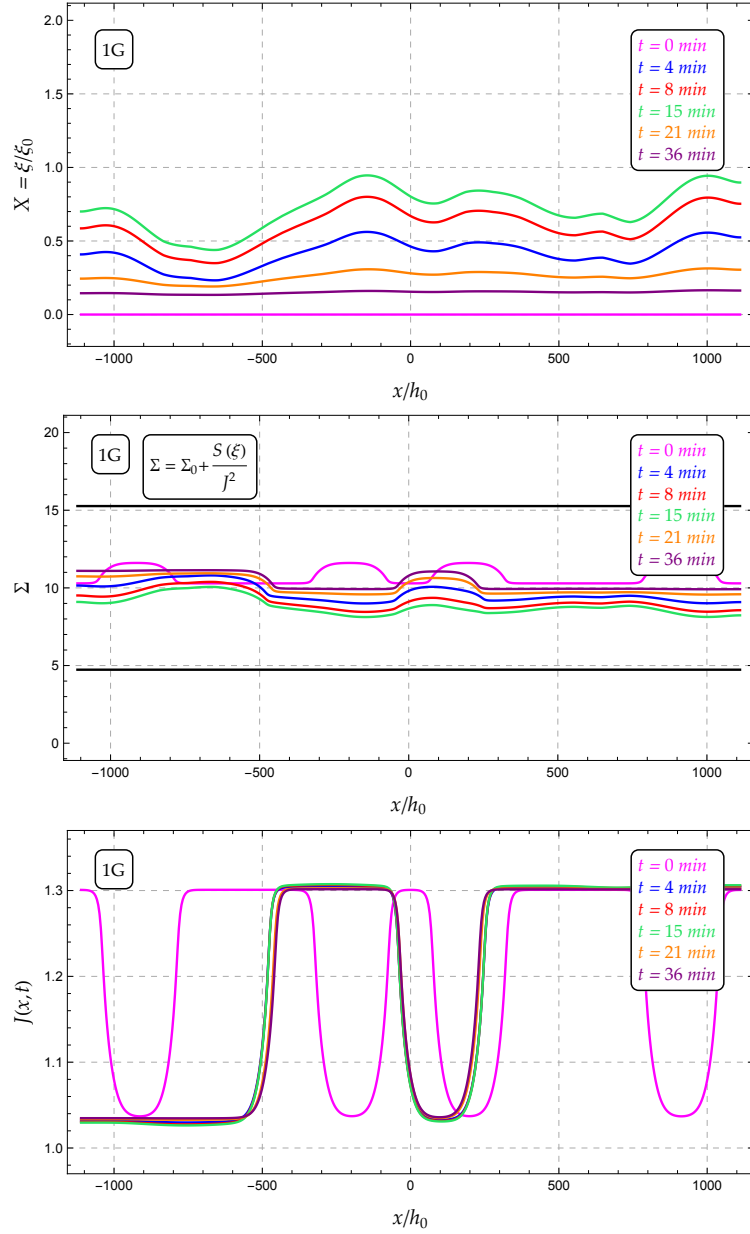 2.0
1.5
1.0
0.5
0.0
X = ξ/ξ0
1G
t = 0 min
t = 4 min
t = 8 min
t = 15 min
t = 21 min
t = 36 min
−1000
−500
0
500
1000
x/h0
20
15
10
5
0
Σ
1G
Σ = Σ0 + S(ξ)/J²
t = 0 min
t = 4 min
t = 8 min
t = 15 min
t = 21 min
t = 36 min
−1000
−500
0
500
1000
x/h0
1.3
1.2
1.1
1.0
J(x,t)
1G
t = 0 min
t = 4 min
t = 8 min
t = 15 min
t = 21 min
t = 36 min
−1000
−500
0
500
1000
x/h0